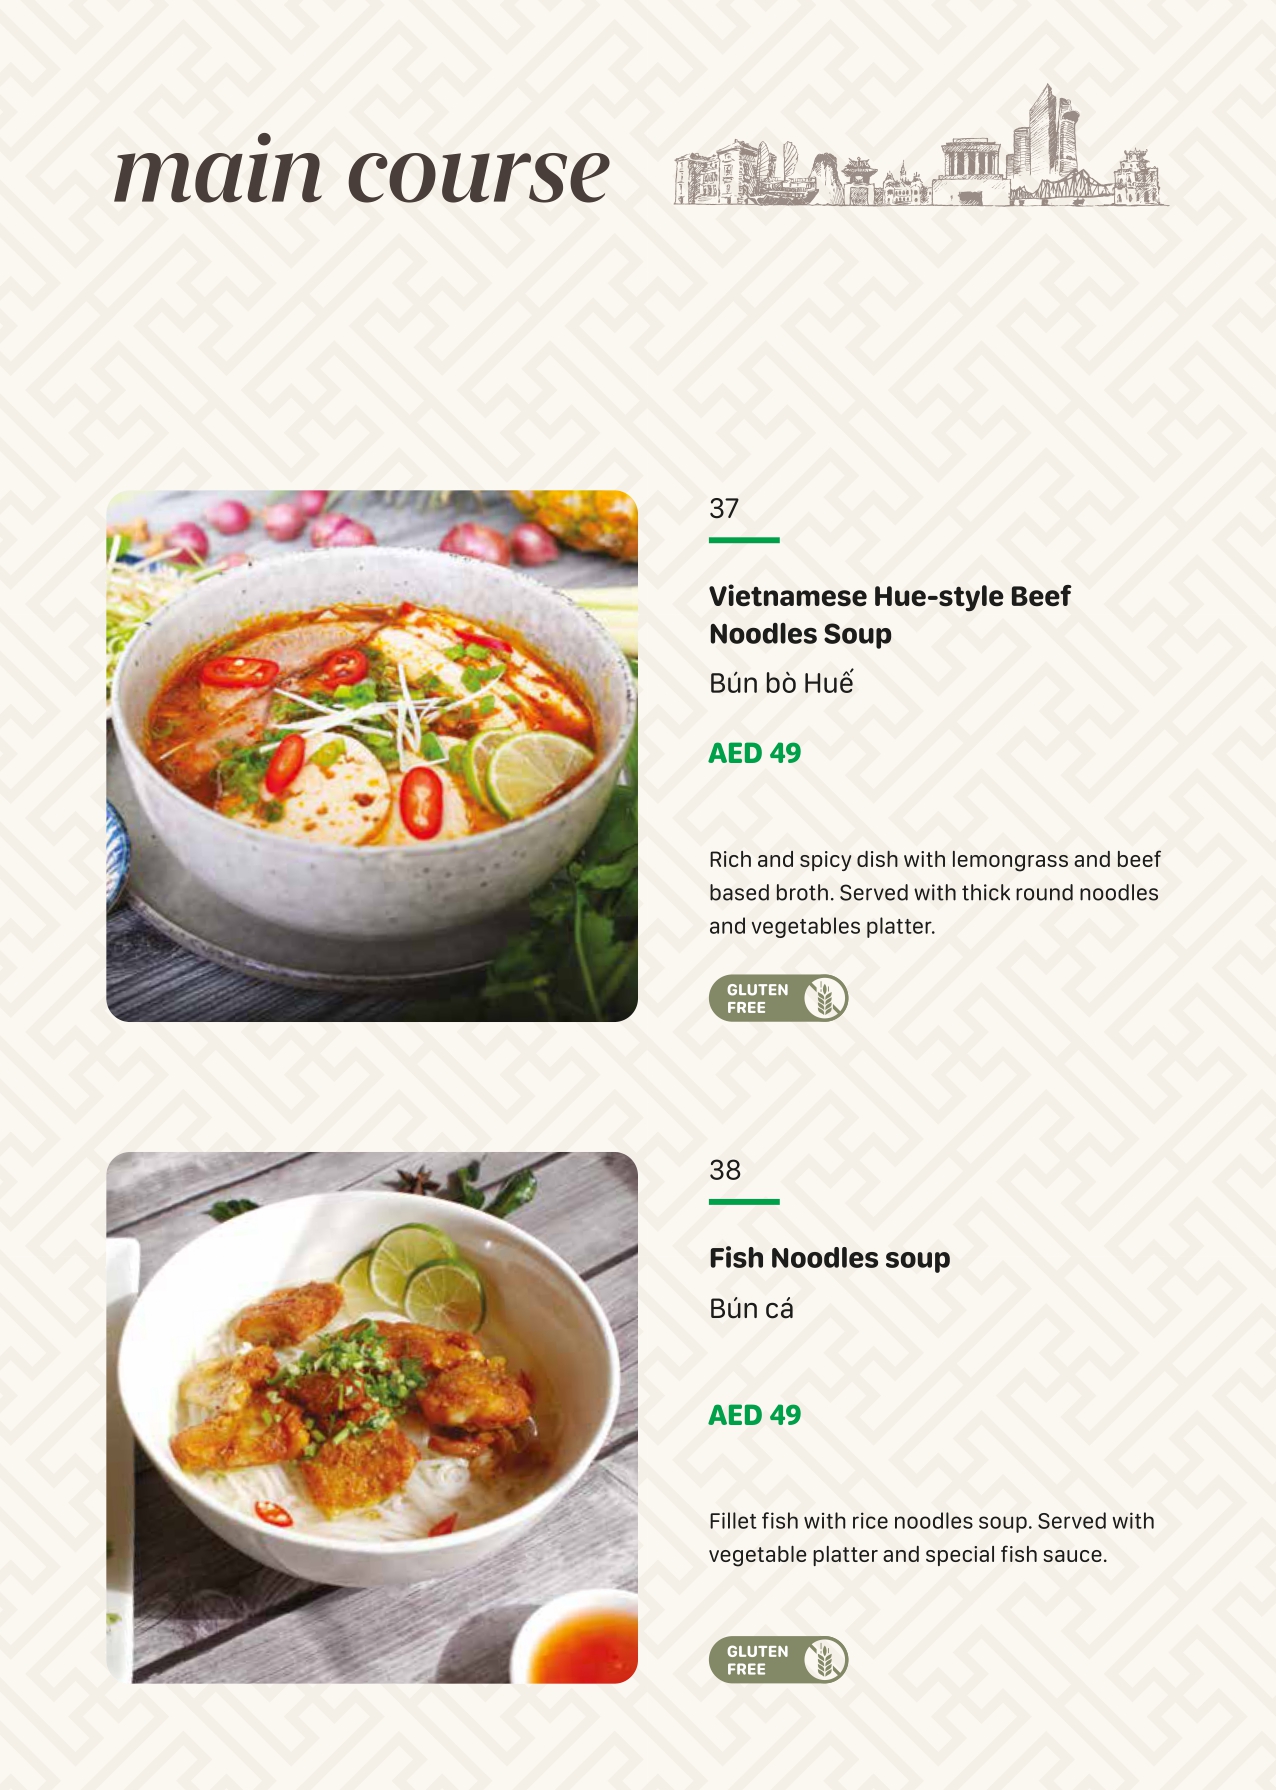 main course
37
Vietnamese Hue-style Beef
Noodles Soup
Bún bò Huế
AED 49
Rich and spicy dish with lemongrass and beef
based broth. Served with thick round noodles
and vegetables platter.
GLUTEN
FREE
38
Fish Noodles soup
Bún cá
AED 49
Fillet fish with rice noodles soup. Served with
vegetable platter and special fish sauce.
GLUTEN
FREE